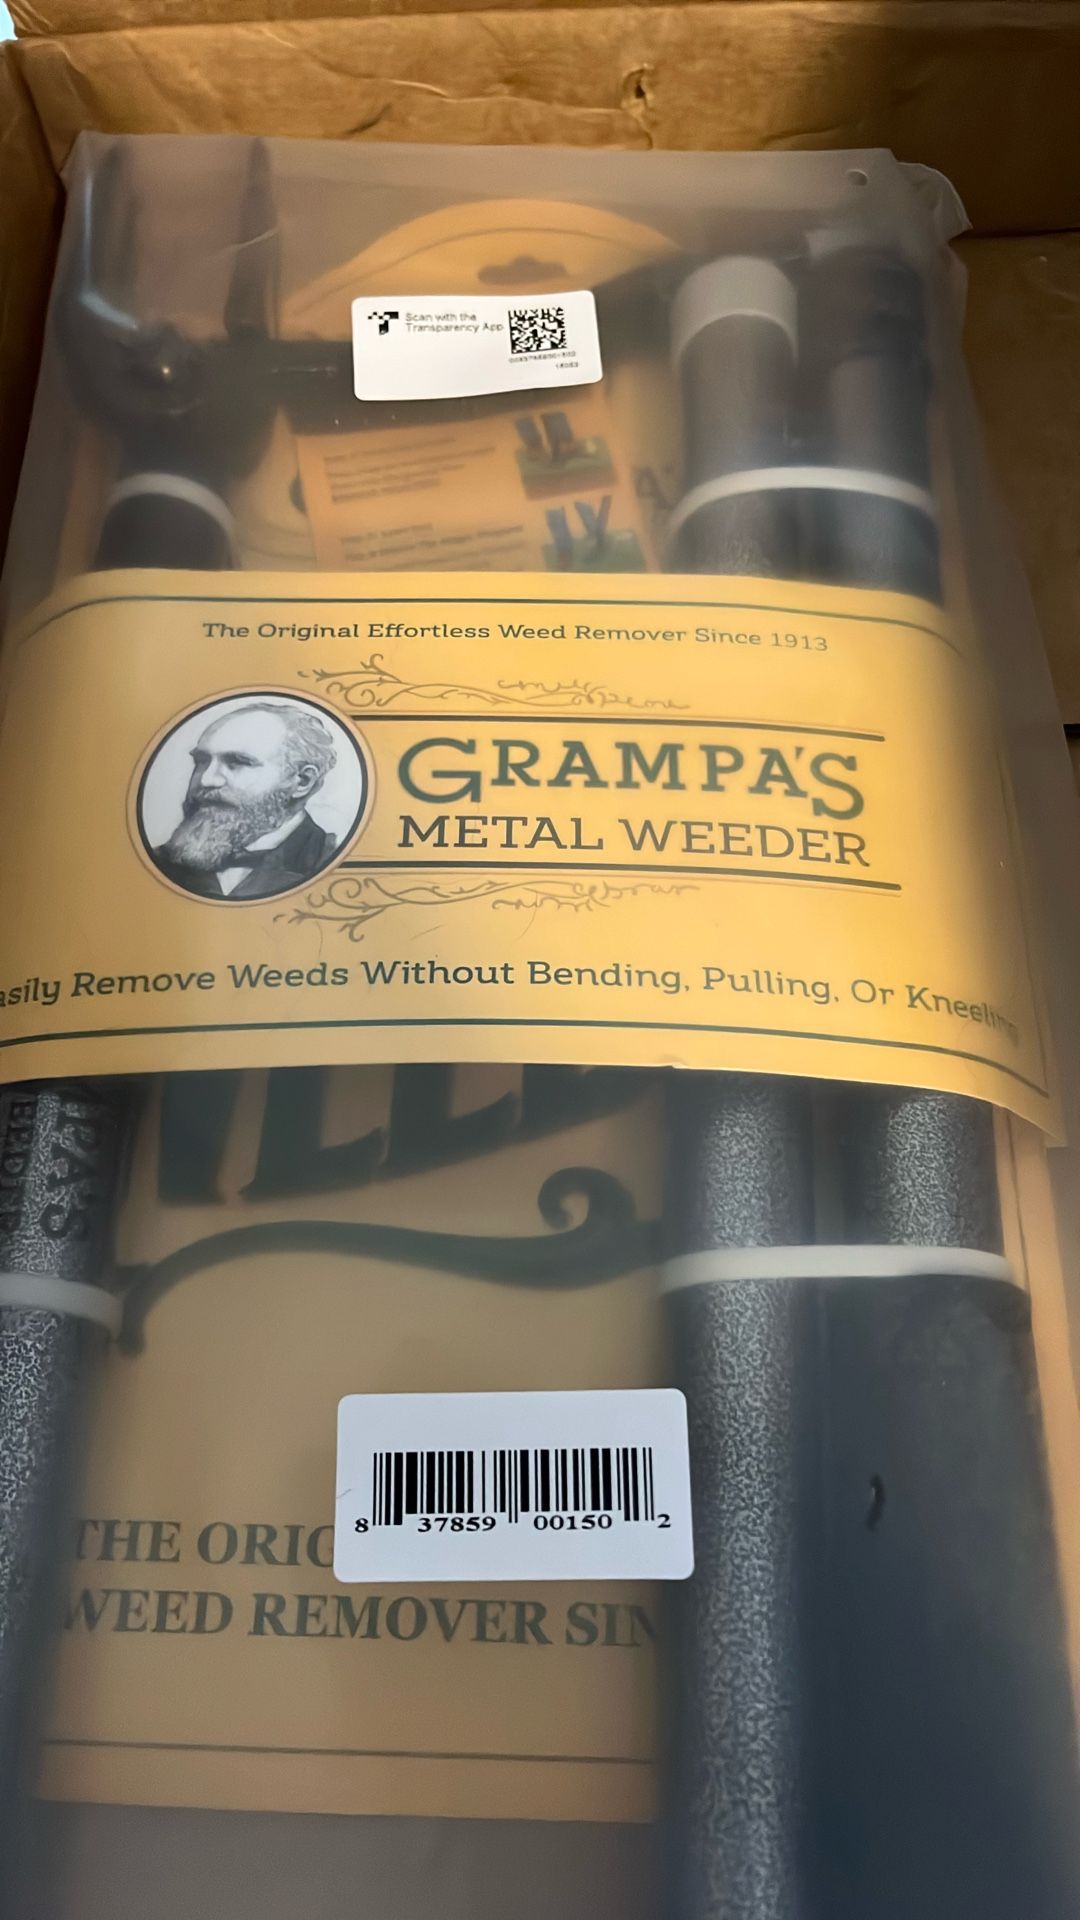 Scan with the
Transparency App
The Original Effortless Weed Remover Since 1913
GRAMPA'S
METAL WEEDER
asily Remove Weeds Without Bending, Pulling, Or Kneeling
THE ORIG
WEED REMOVER SIN
8 37859 00150 2